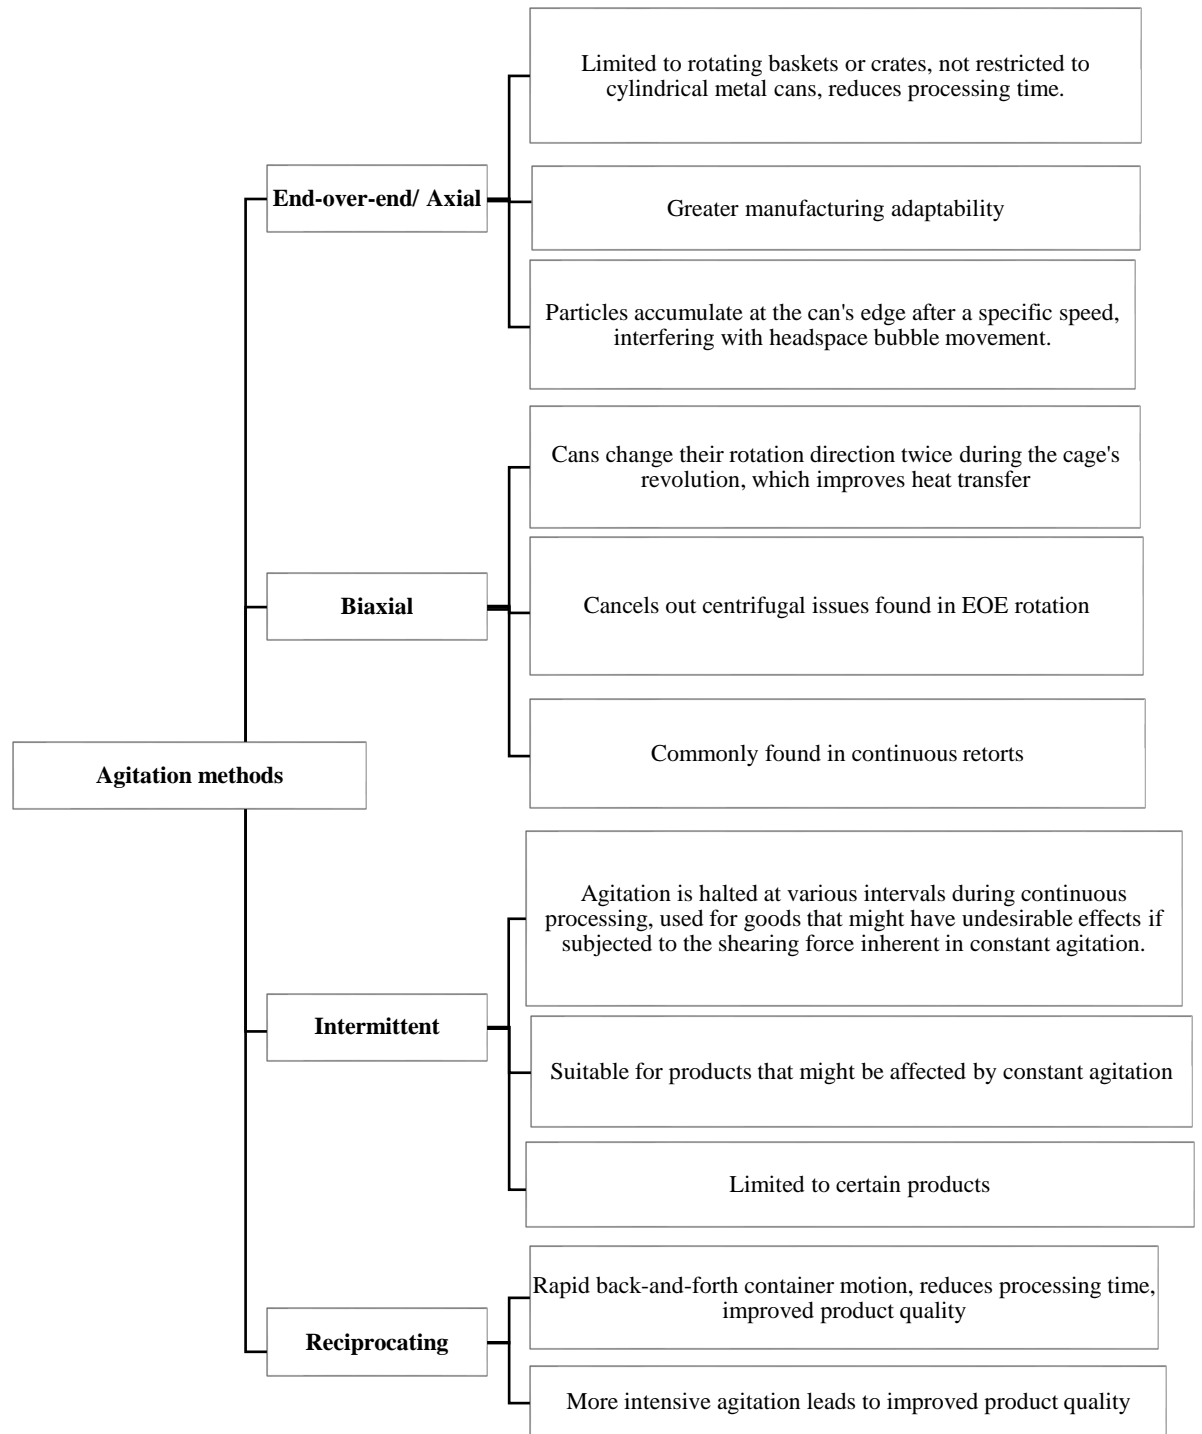 Agitation methods
End-over-end/ Axial
Limited to rotating baskets or crates, not restricted to
cylindrical metal cans, reduces processing time.
Greater manufacturing adaptability
Particles accumulate at the can's edge after a specific speed,
interfering with headspace bubble movement.
Biaxial
Cans change their rotation direction twice during the cage's
revolution, which improves heat transfer
Cancels out centrifugal issues found in EOE rotation
Commonly found in continuous retorts
Intermittent
Agitation is halted at various intervals during continuous
processing, used for goods that might have undesirable effects if
subjected to the shearing force inherent in constant agitation.
Suitable for products that might be affected by constant agitation
Limited to certain products
Reciprocating
Rapid back-and-forth container motion, reduces processing time,
improved product quality
More intensive agitation leads to improved product quality